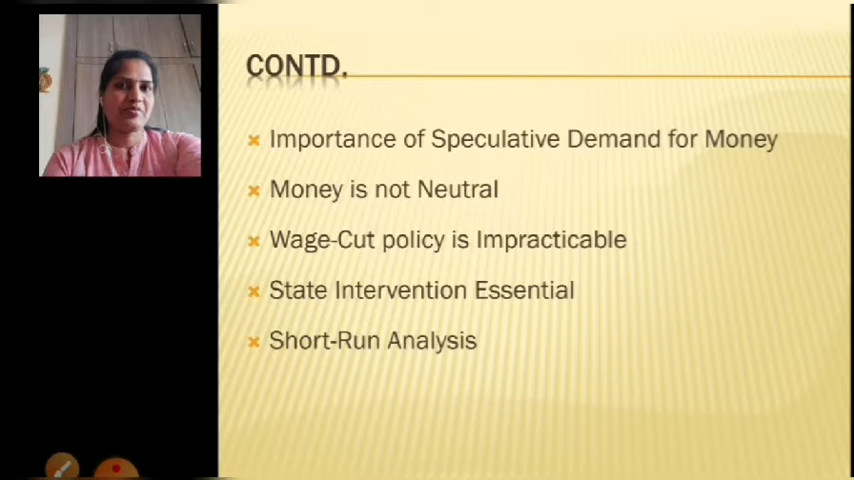 CONTD.
Importance of Speculative Demand for Money
Money is not Neutral
Wage-Cut policy is Impracticable
State Intervention Essential
Short-Run Analysis